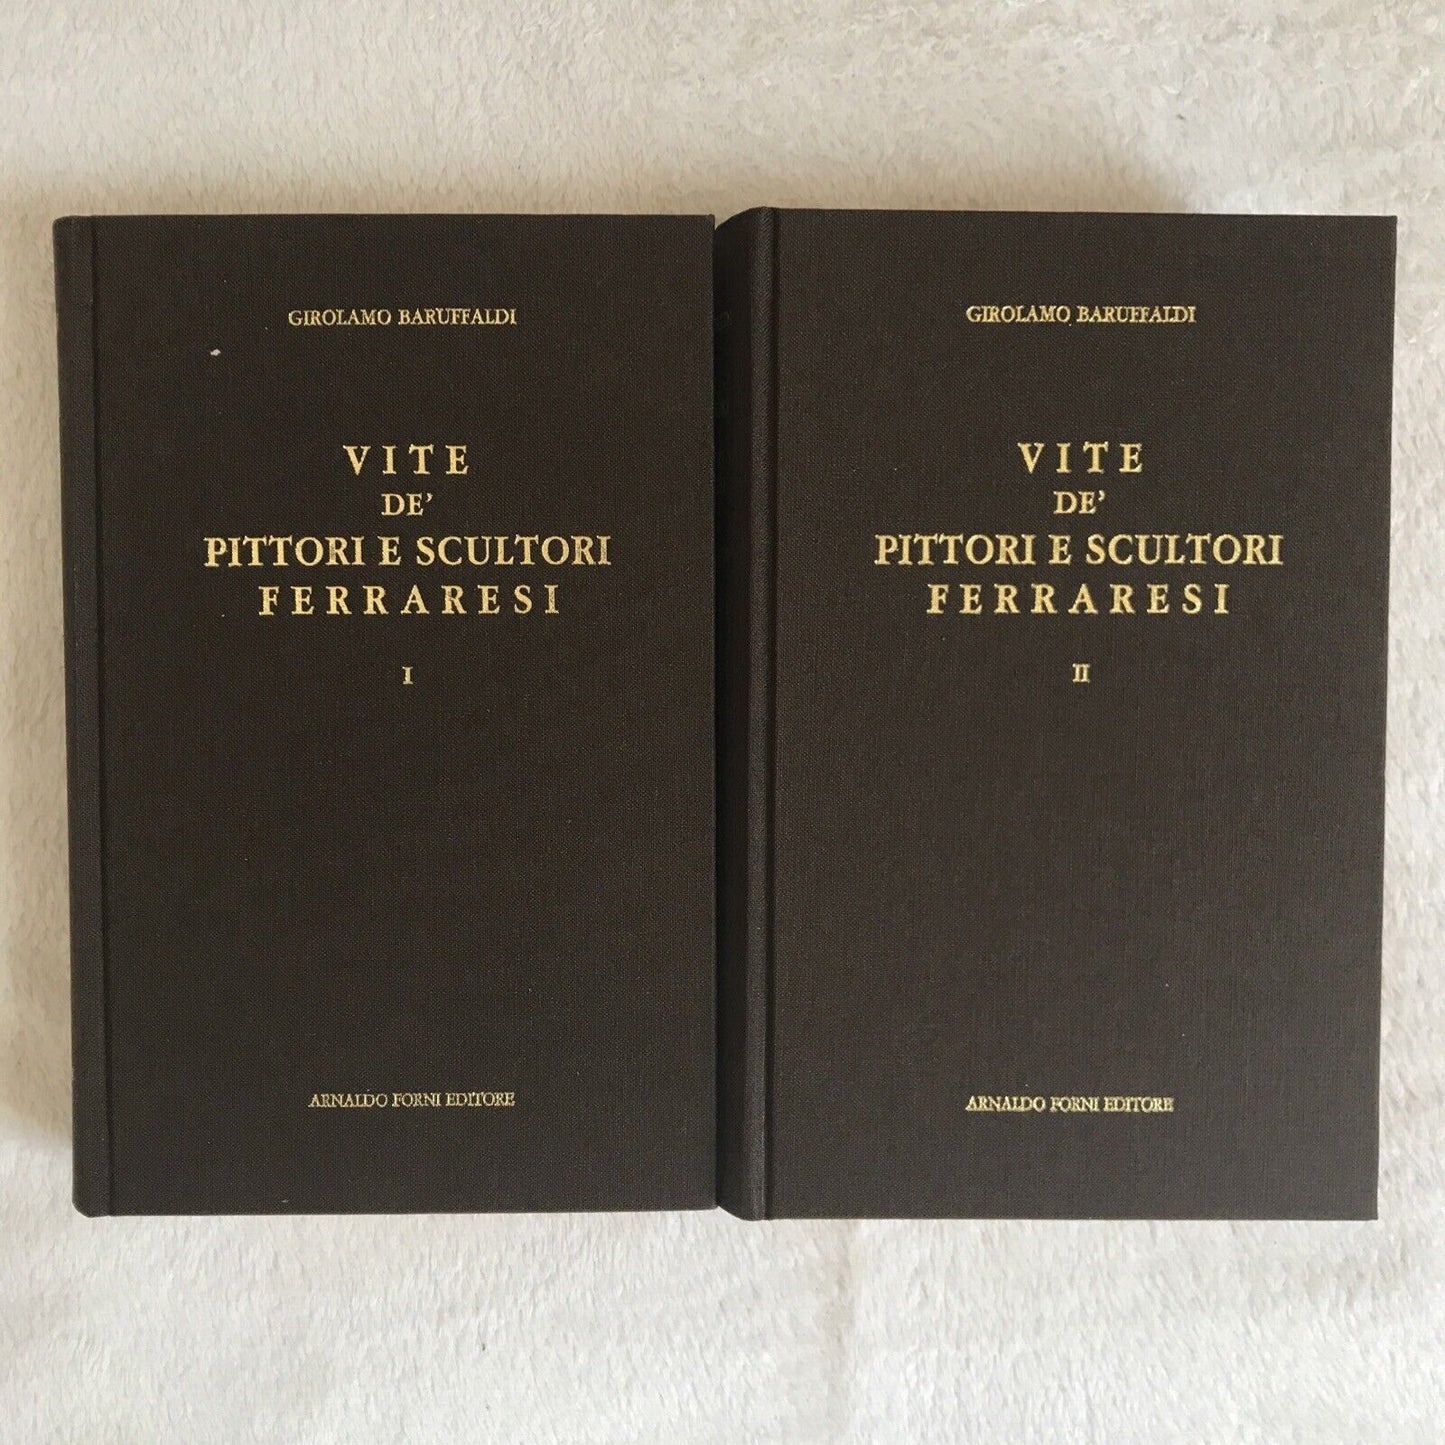 GIROLAMO BARUFFALDI
VITE
DE'
PITTORI E SCULTORI
FERRARESI
I
ARNALDO FORNI EDITORE
GIROLAMO BARUFFALDI
VITE
DE'
PITTORI E SCULTORI
FERRARESI
II
ARNALDO FORNI EDITORE